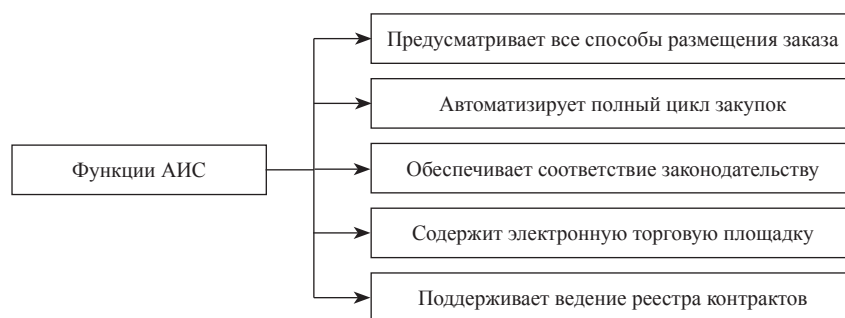 Предусматривает все способы размещения заказа
Автоматизирует полный цикл закупок
Функции АИС
Обеспечивает соответствие законодательству
Содержит электронную торговую площадку
Поддерживает ведение реестра контрактов